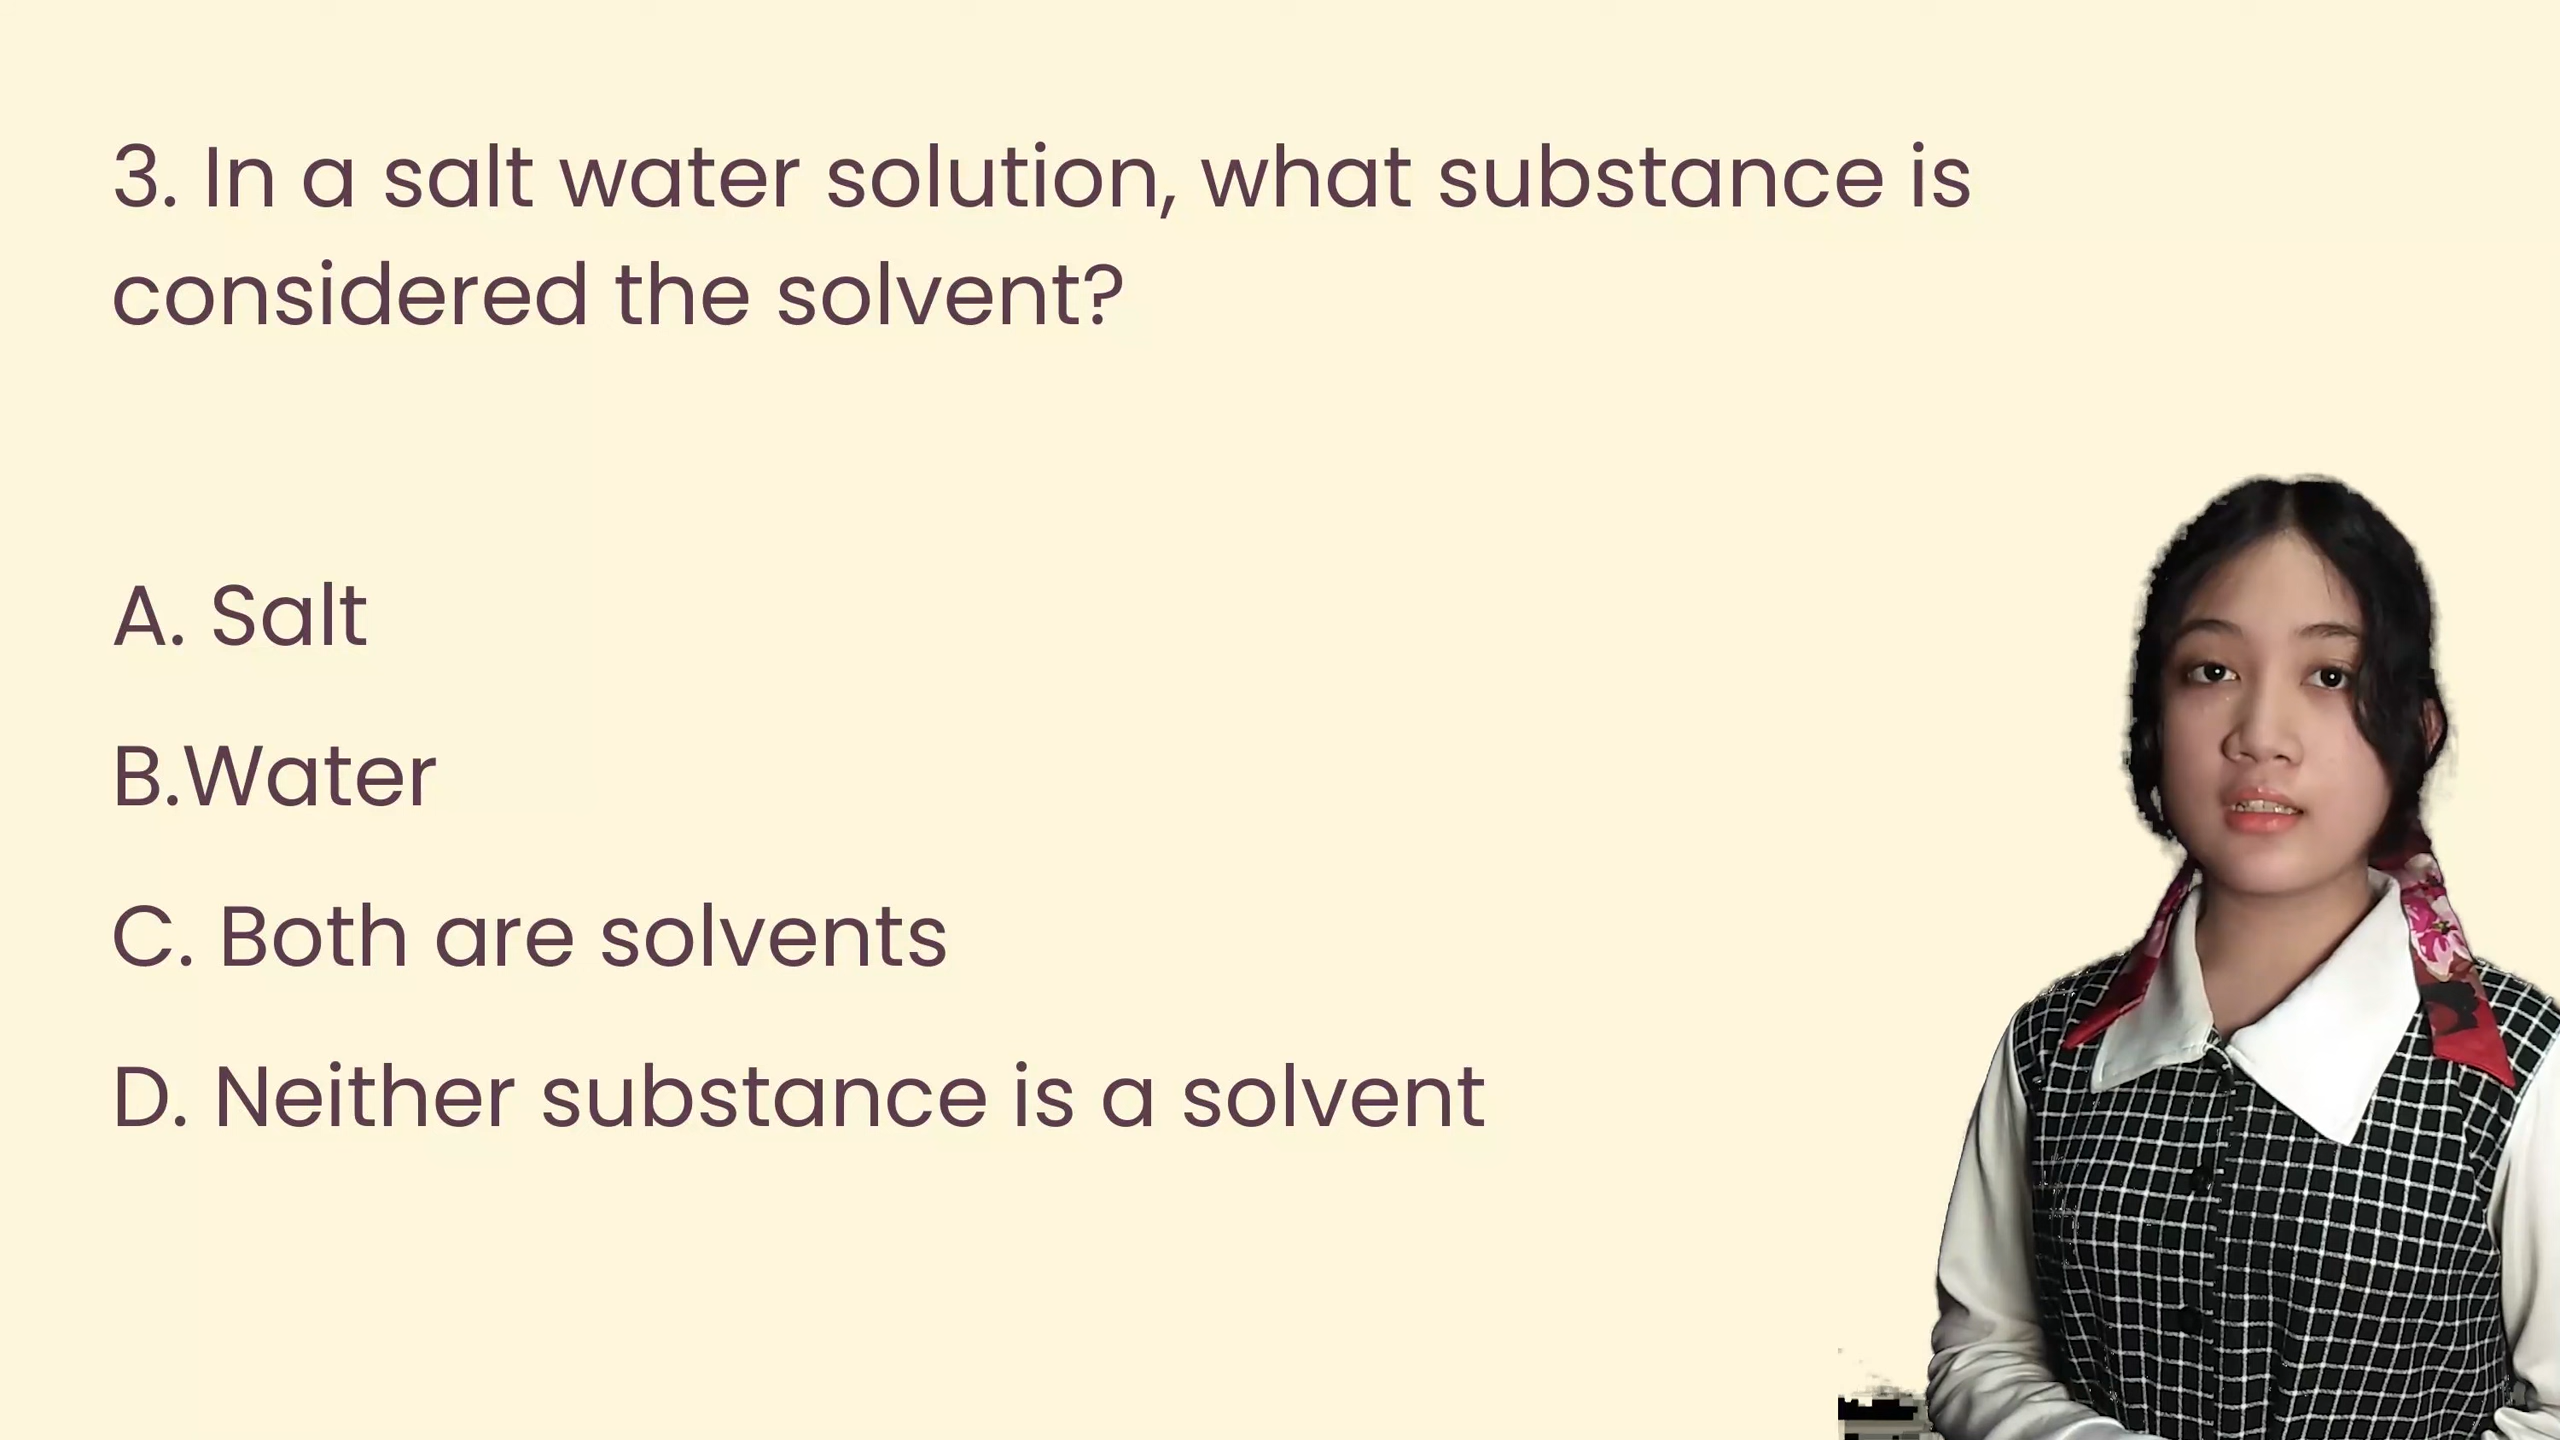 3. In a salt water solution, what substance is
considered the solvent?
A. Salt
B.Water
C. Both are solvents
D. Neither substance is a solvent